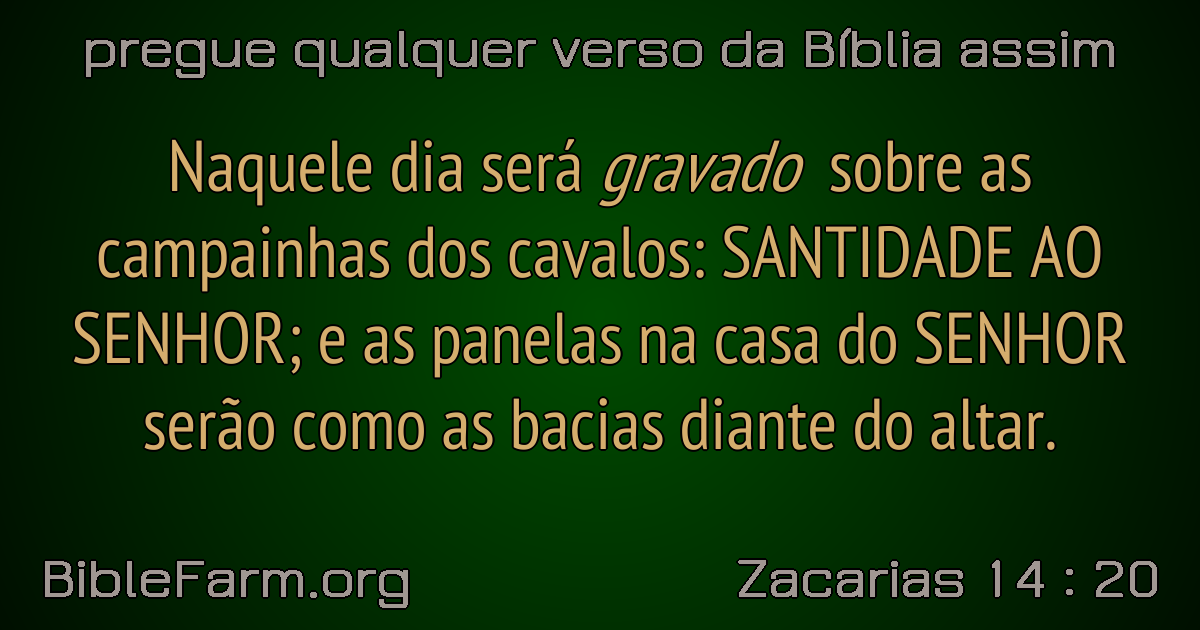 pregue qualquer verso da Bíblia assim
Naquele dia será gravado sobre as
campainhas dos cavalos: SANTIDADE AO
SENHOR; e as panelas na casa do SENHOR
serão como as bacias diante do altar.
BibleFarm.org
Zacarias 14 : 20